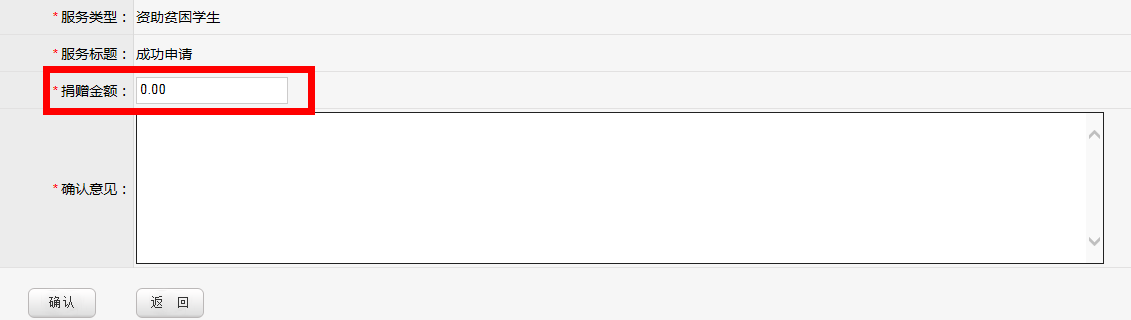 *服务类型：资助贫困学生
*服务标题：成功申请
*捐赠金额：0.00
*确认意见：
确认 返 回